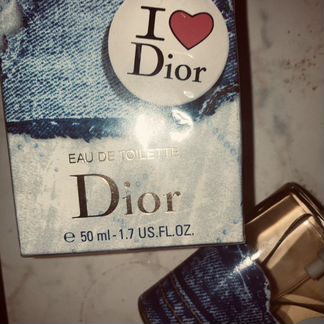 I ♥
Dior
EAU DE TOILETTE
Dior
℮ 50 ml - 1.7 US.FL.OZ.